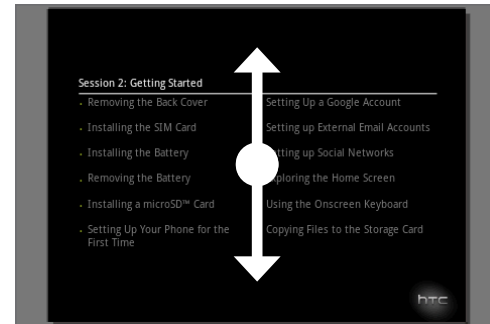 Session 2: Getting Started
• Removing the Back Cover
• Installing the SIM Card
• Installing the Battery
• Removing the Battery
• Installing a microSD™ Card
• Setting Up Your Phone for the
First Time
Setting Up a Google Account
Setting up External Email Accounts
up Social Networks
the Home Screen
Using the Onscreen Keyboard
Copying Files to the Storage Card
hTC